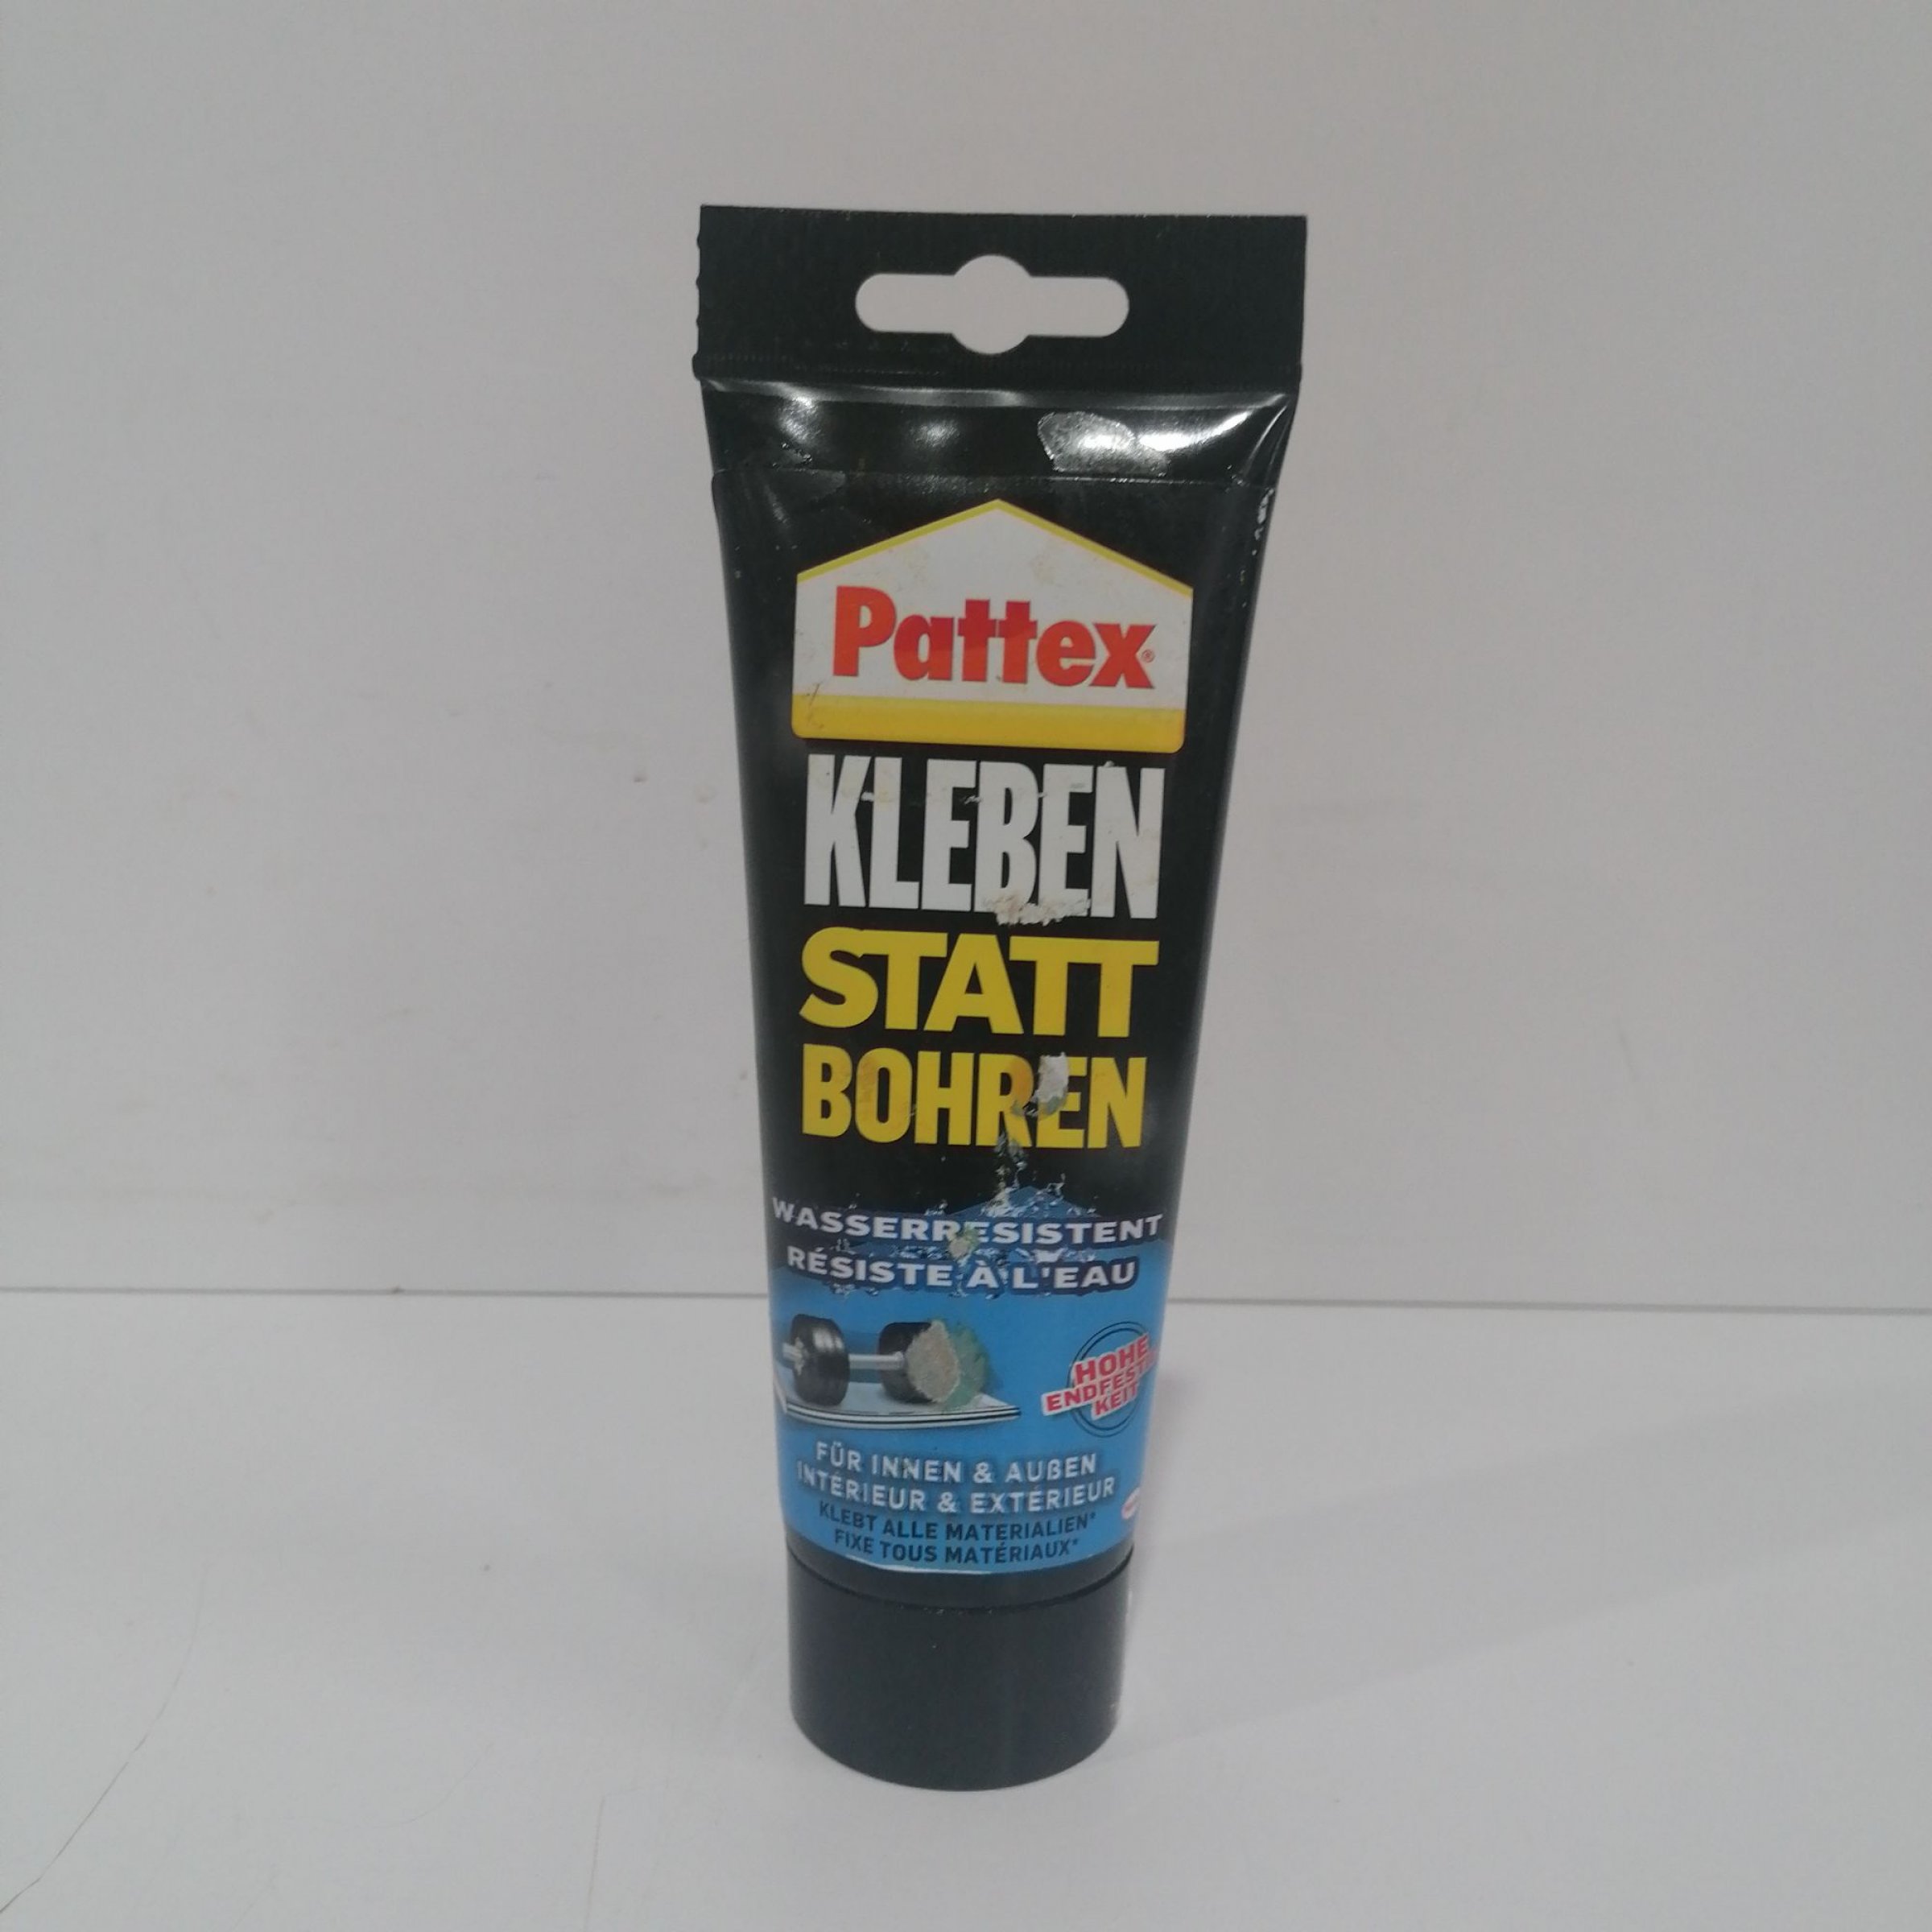 Pattex®
KLEBEN
STATT
BOHREN
WASSERRESISTENT
RÉSISTE À L'EAU
HOHE
ENDFESTIG
KEIT
FÜR INNEN & AUßEN
INTÉRIEUR & EXTÉRIEUR
KLEBT ALLE MATERIALIEN*
FIXE TOUS MATÉRIAUX*